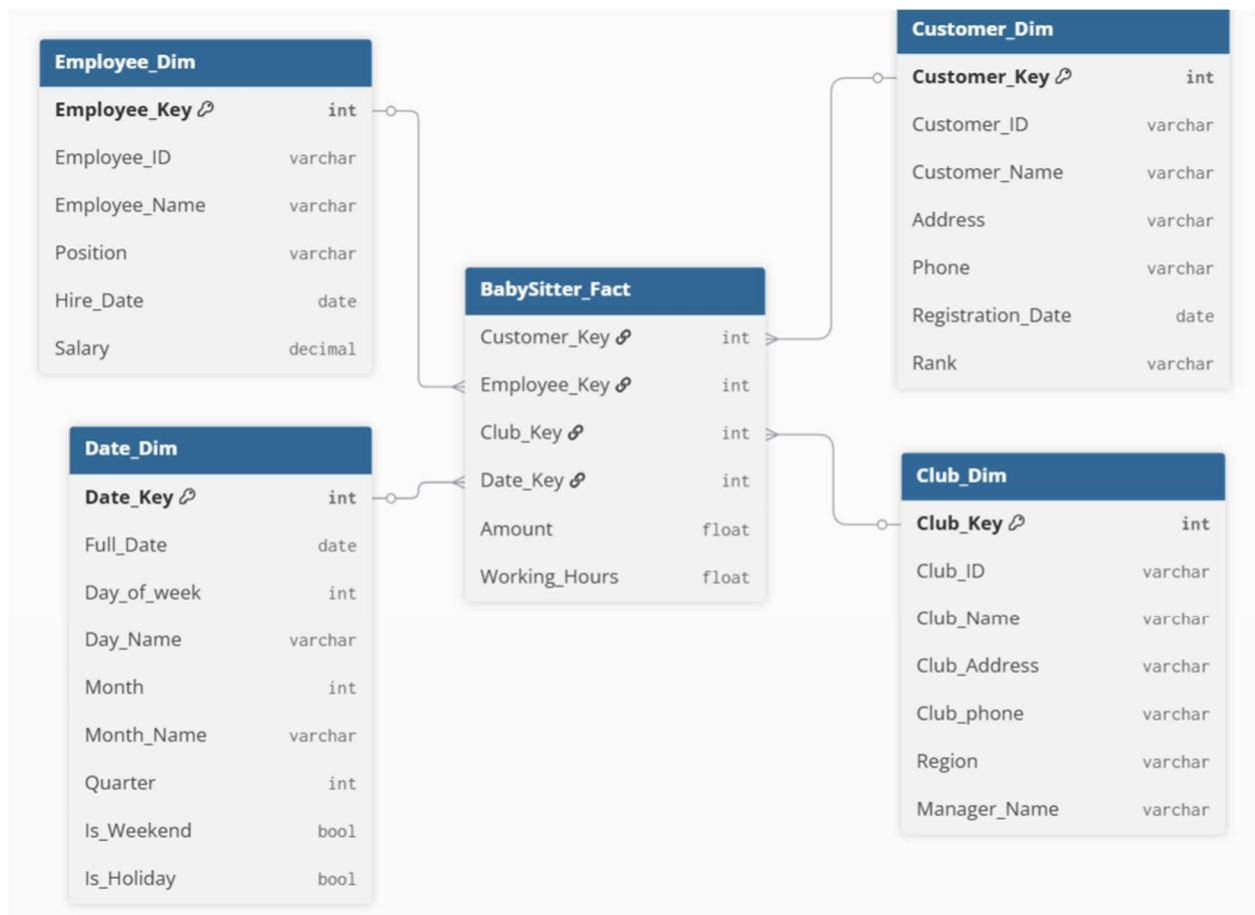 Employee_Dim
Employee_Key int
Employee_ID varchar
Employee_Name varchar
Position varchar
Hire_Date date
Salary decimal
Customer_Dim
Customer_Key int
Customer_ID varchar
Customer_Name varchar
Address varchar
Phone varchar
Registration_Date date
Rank varchar
BabySitter_Fact
Customer_Key int
Employee_Key int
Club_Key int
Date_Key int
Amount float
Working_Hours float
Date_Dim
Date_Key int
Full_Date date
Day_of_week int
Day_Name varchar
Month int
Month_Name varchar
Quarter int
Is_Weekend bool
Is_Holiday bool
Club_Dim
Club_Key int
Club_ID varchar
Club_Name varchar
Club_Address varchar
Club_phone varchar
Region varchar
Manager_Name varchar